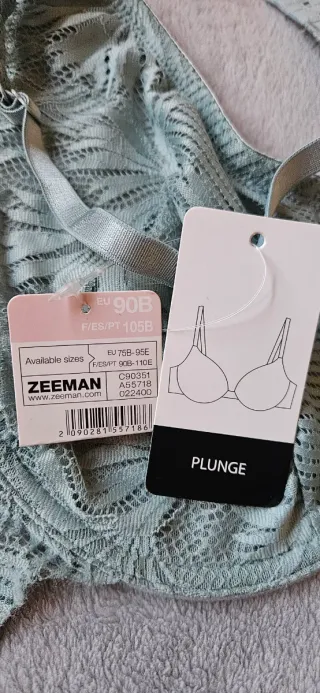 EU 90B
F/ES/PT 105B
Available sizes
EU 75B-95E
F/ES/PT 90B-110E
ZEEMAN
www.zeeman.com
C90351
A55718
022400
2 090281 557186
PLUNGE